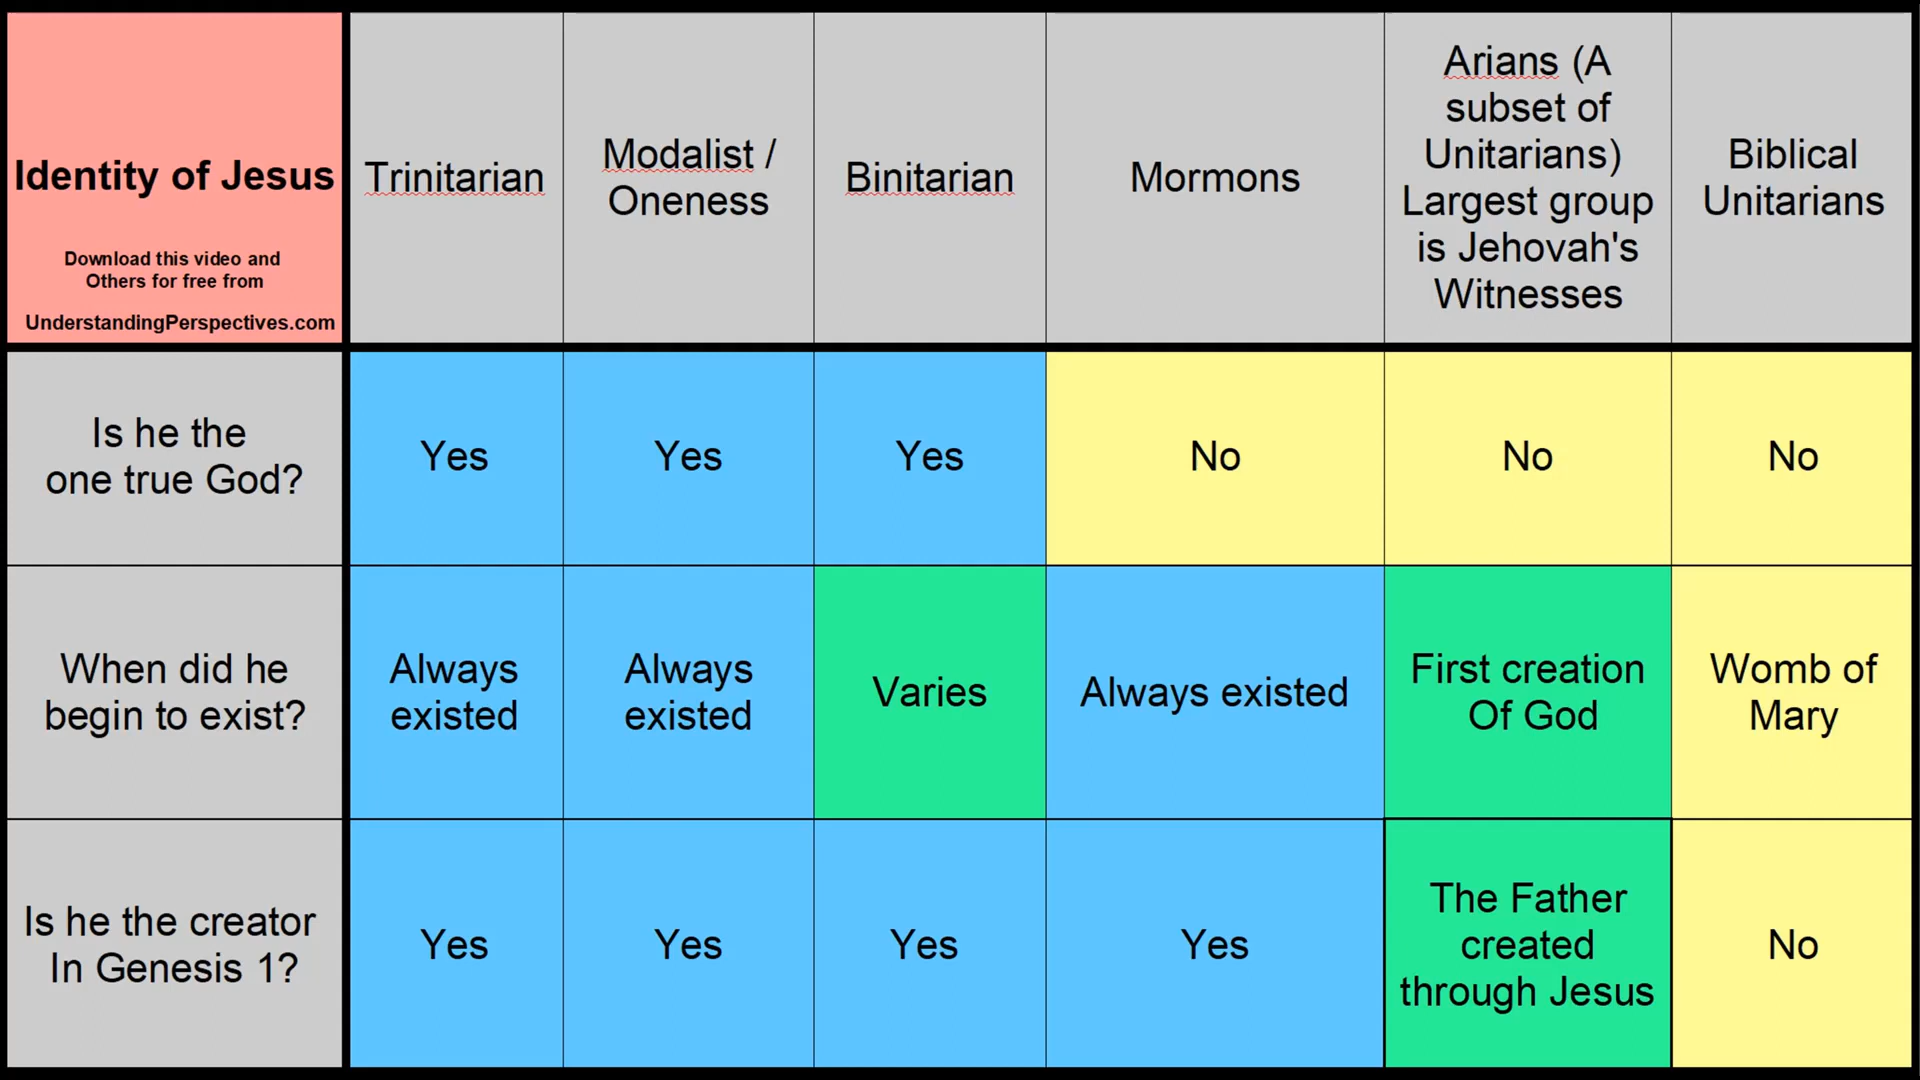 Identity of Jesus
Download this video and
Others for free from
UnderstandingPerspectives.com
Trinitarian
Modalist /
Oneness
Binitarian
Mormons
Arians (A
subset of
Unitarians)
Largest group
is Jehovah's
Witnesses
Biblical
Unitarians
Is he the
one true God?
Yes
Yes
Yes
No
No
No
When did he
begin to exist?
Always
existed
Always
existed
Varies
Always existed
First creation
Of God
Womb of
Mary
Is he the creator
In Genesis 1?
Yes
Yes
Yes
Yes
The Father
created
through Jesus
No